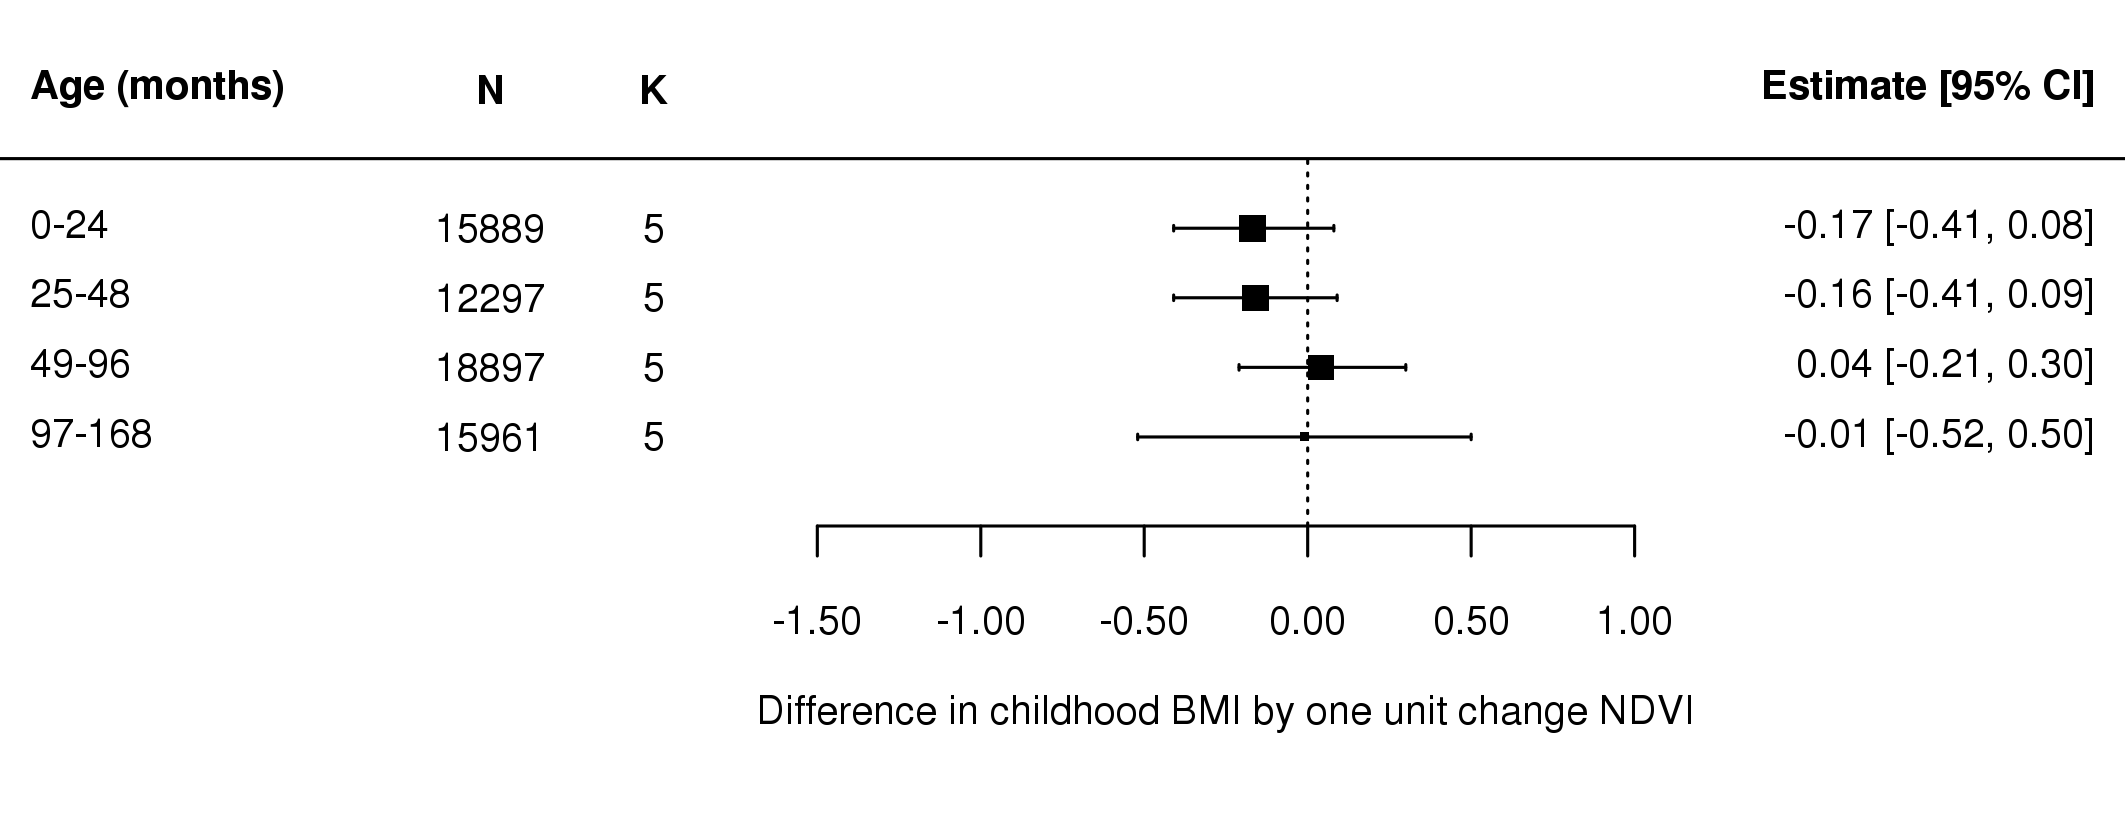 Age (months) N K Estimate [95% CI]
0-24 15889 5 -0.17 [-0.41, 0.08]
25-48 12297 5 -0.16 [-0.41, 0.09]
49-96 18897 5 0.04 [-0.21, 0.30]
97-168 15961 5 -0.01 [-0.52, 0.50]
-1.50 -1.00 -0.50 0.00 0.50 1.00
Difference in childhood BMI by one unit change NDVI